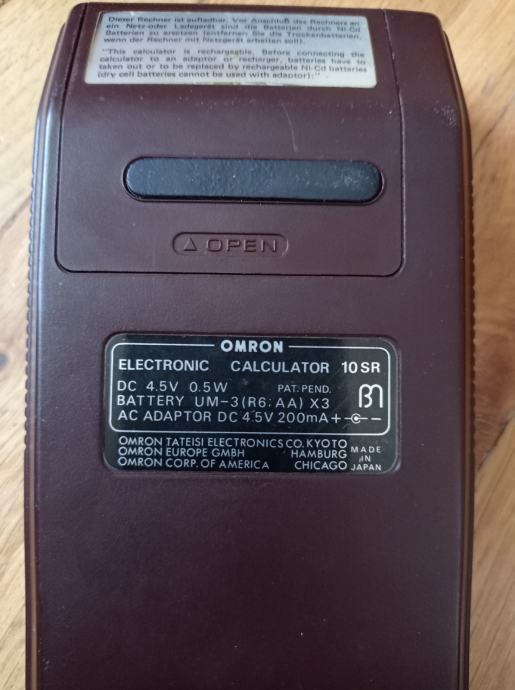 Dieser Rechner ist aufladbar. Vor Anschluß des Rechners an
ein Netz-oder Ladegerät sind die Batterien durch Ni-Cd
Batterien zu ersetzen (entfernen Sie die Trockenbatterien,
wenn der Rechner mit Netzgerät arbeiten soll).
"This calculator is rechargeable. Before connecting the
calculator to an adaptor or recharger, batteries have to
taken out or to be replaced by rechargeable NI-Cd batteries
(dry cell batteries cannot be used with adaptor):"
△ OPEN
OMRON
ELECTRONIC CALCULATOR 10 SR
DC 4.5V 0.5W PAT. PEND.
BATTERY UM-3 (R6: AA) X3
AC ADAPTOR DC 4.5V 200mA + -
OMRON TATEISI ELECTRONICS CO. KYOTO
OMRON EUROPE GMBH HAMBURG
OMRON CORP. OF AMERICA CHICAGO
MADE
IN
JAPAN